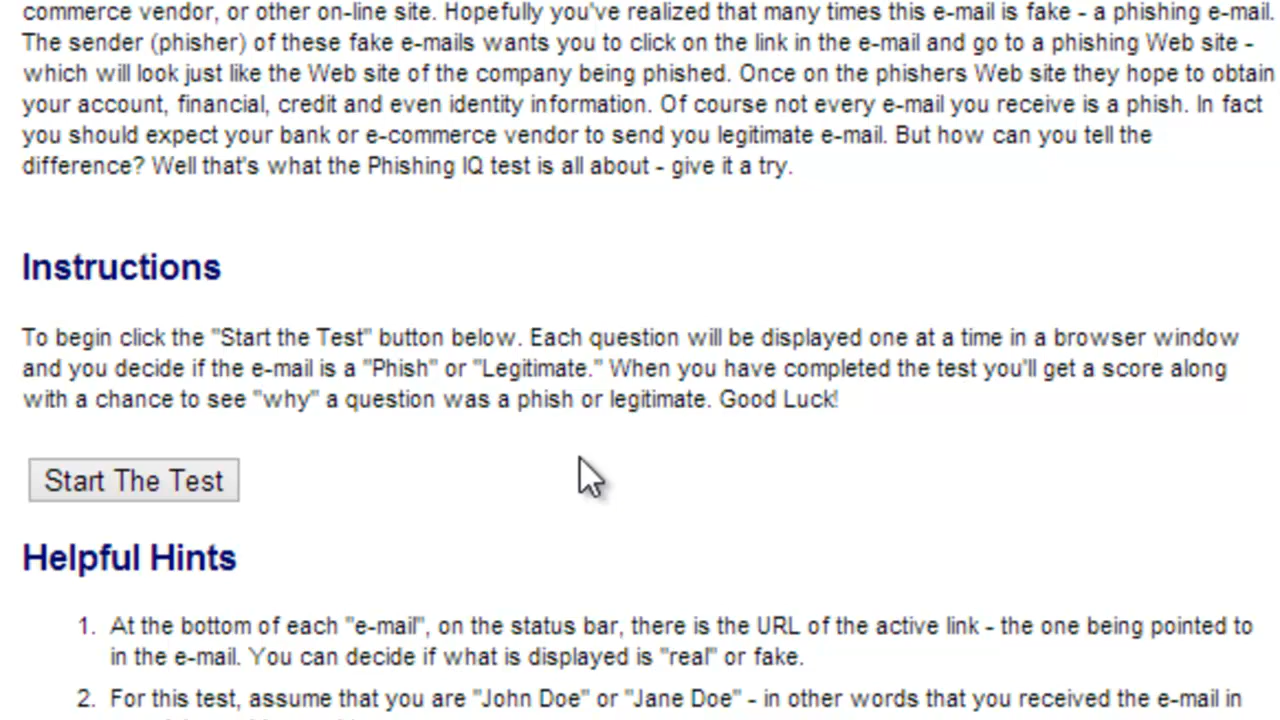 commerce vendor, or other on-line site. Hopefully you've realized that many times this e-mail is fake - a phishing e-mail.
The sender (phisher) of these fake e-mails wants you to click on the link in the e-mail and go to a phishing Web site -
which will look just like the Web site of the company being phished. Once on the phishers Web site they hope to obtain
your account, financial, credit and even identity information. Of course not every e-mail you receive is a phish. In fact
you should expect your bank or e-commerce vendor to send you legitimate e-mail. But how can you tell the
difference? Well that's what the Phishing IQ test is all about - give it a try.
Instructions
To begin click the "Start the Test" button below. Each question will be displayed one at a time in a browser window
and you decide if the e-mail is a "Phish" or "Legitimate." When you have completed the test you'll get a score along
with a chance to see "why" a question was a phish or legitimate. Good Luck!
Start The Test
Helpful Hints
1. At the bottom of each "e-mail", on the status bar, there is the URL of the active link - the one being pointed to
in the e-mail. You can decide if what is displayed is "real" or fake.
2. For this test, assume that you are "John Doe" or "Jane Doe" - in other words that you received the e-mail in